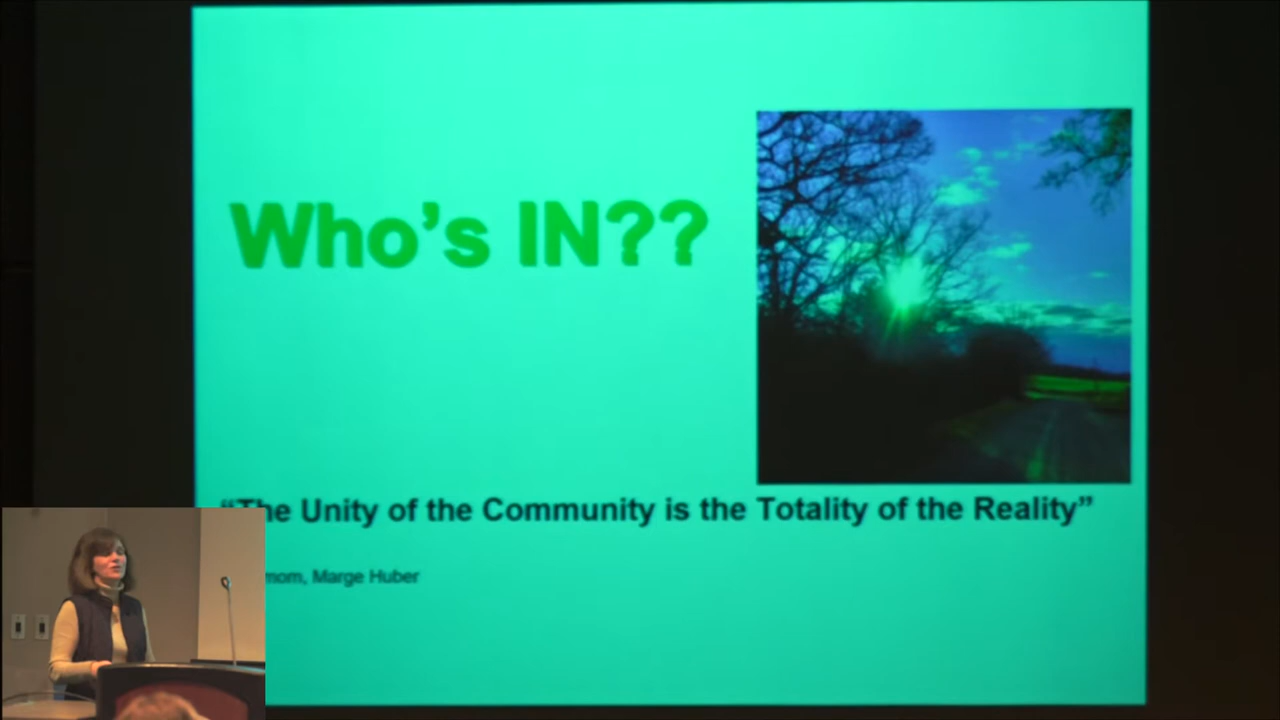 Who's IN??
“The Unity of the Community is the Totality of the Reality”
mom, Marge Huber